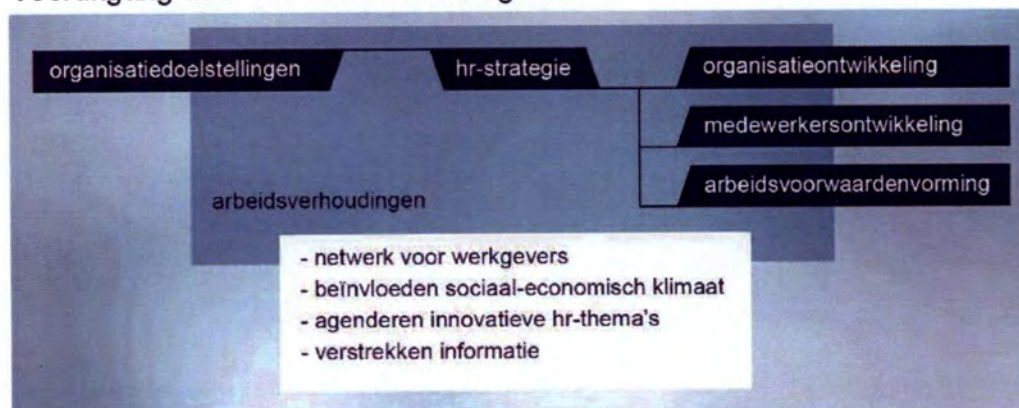 organisatiedoelstellingen
hr-strategie
organisatieontwikkeling
medewerkersontwikkeling
arbeidsvoorwaardenvorming
arbeidsverhoudingen
- netwerk voor werkgevers
- beïnvloeden sociaal-economisch klimaat
- agenderen innovatieve hr-thema's
- verstrekken informatie